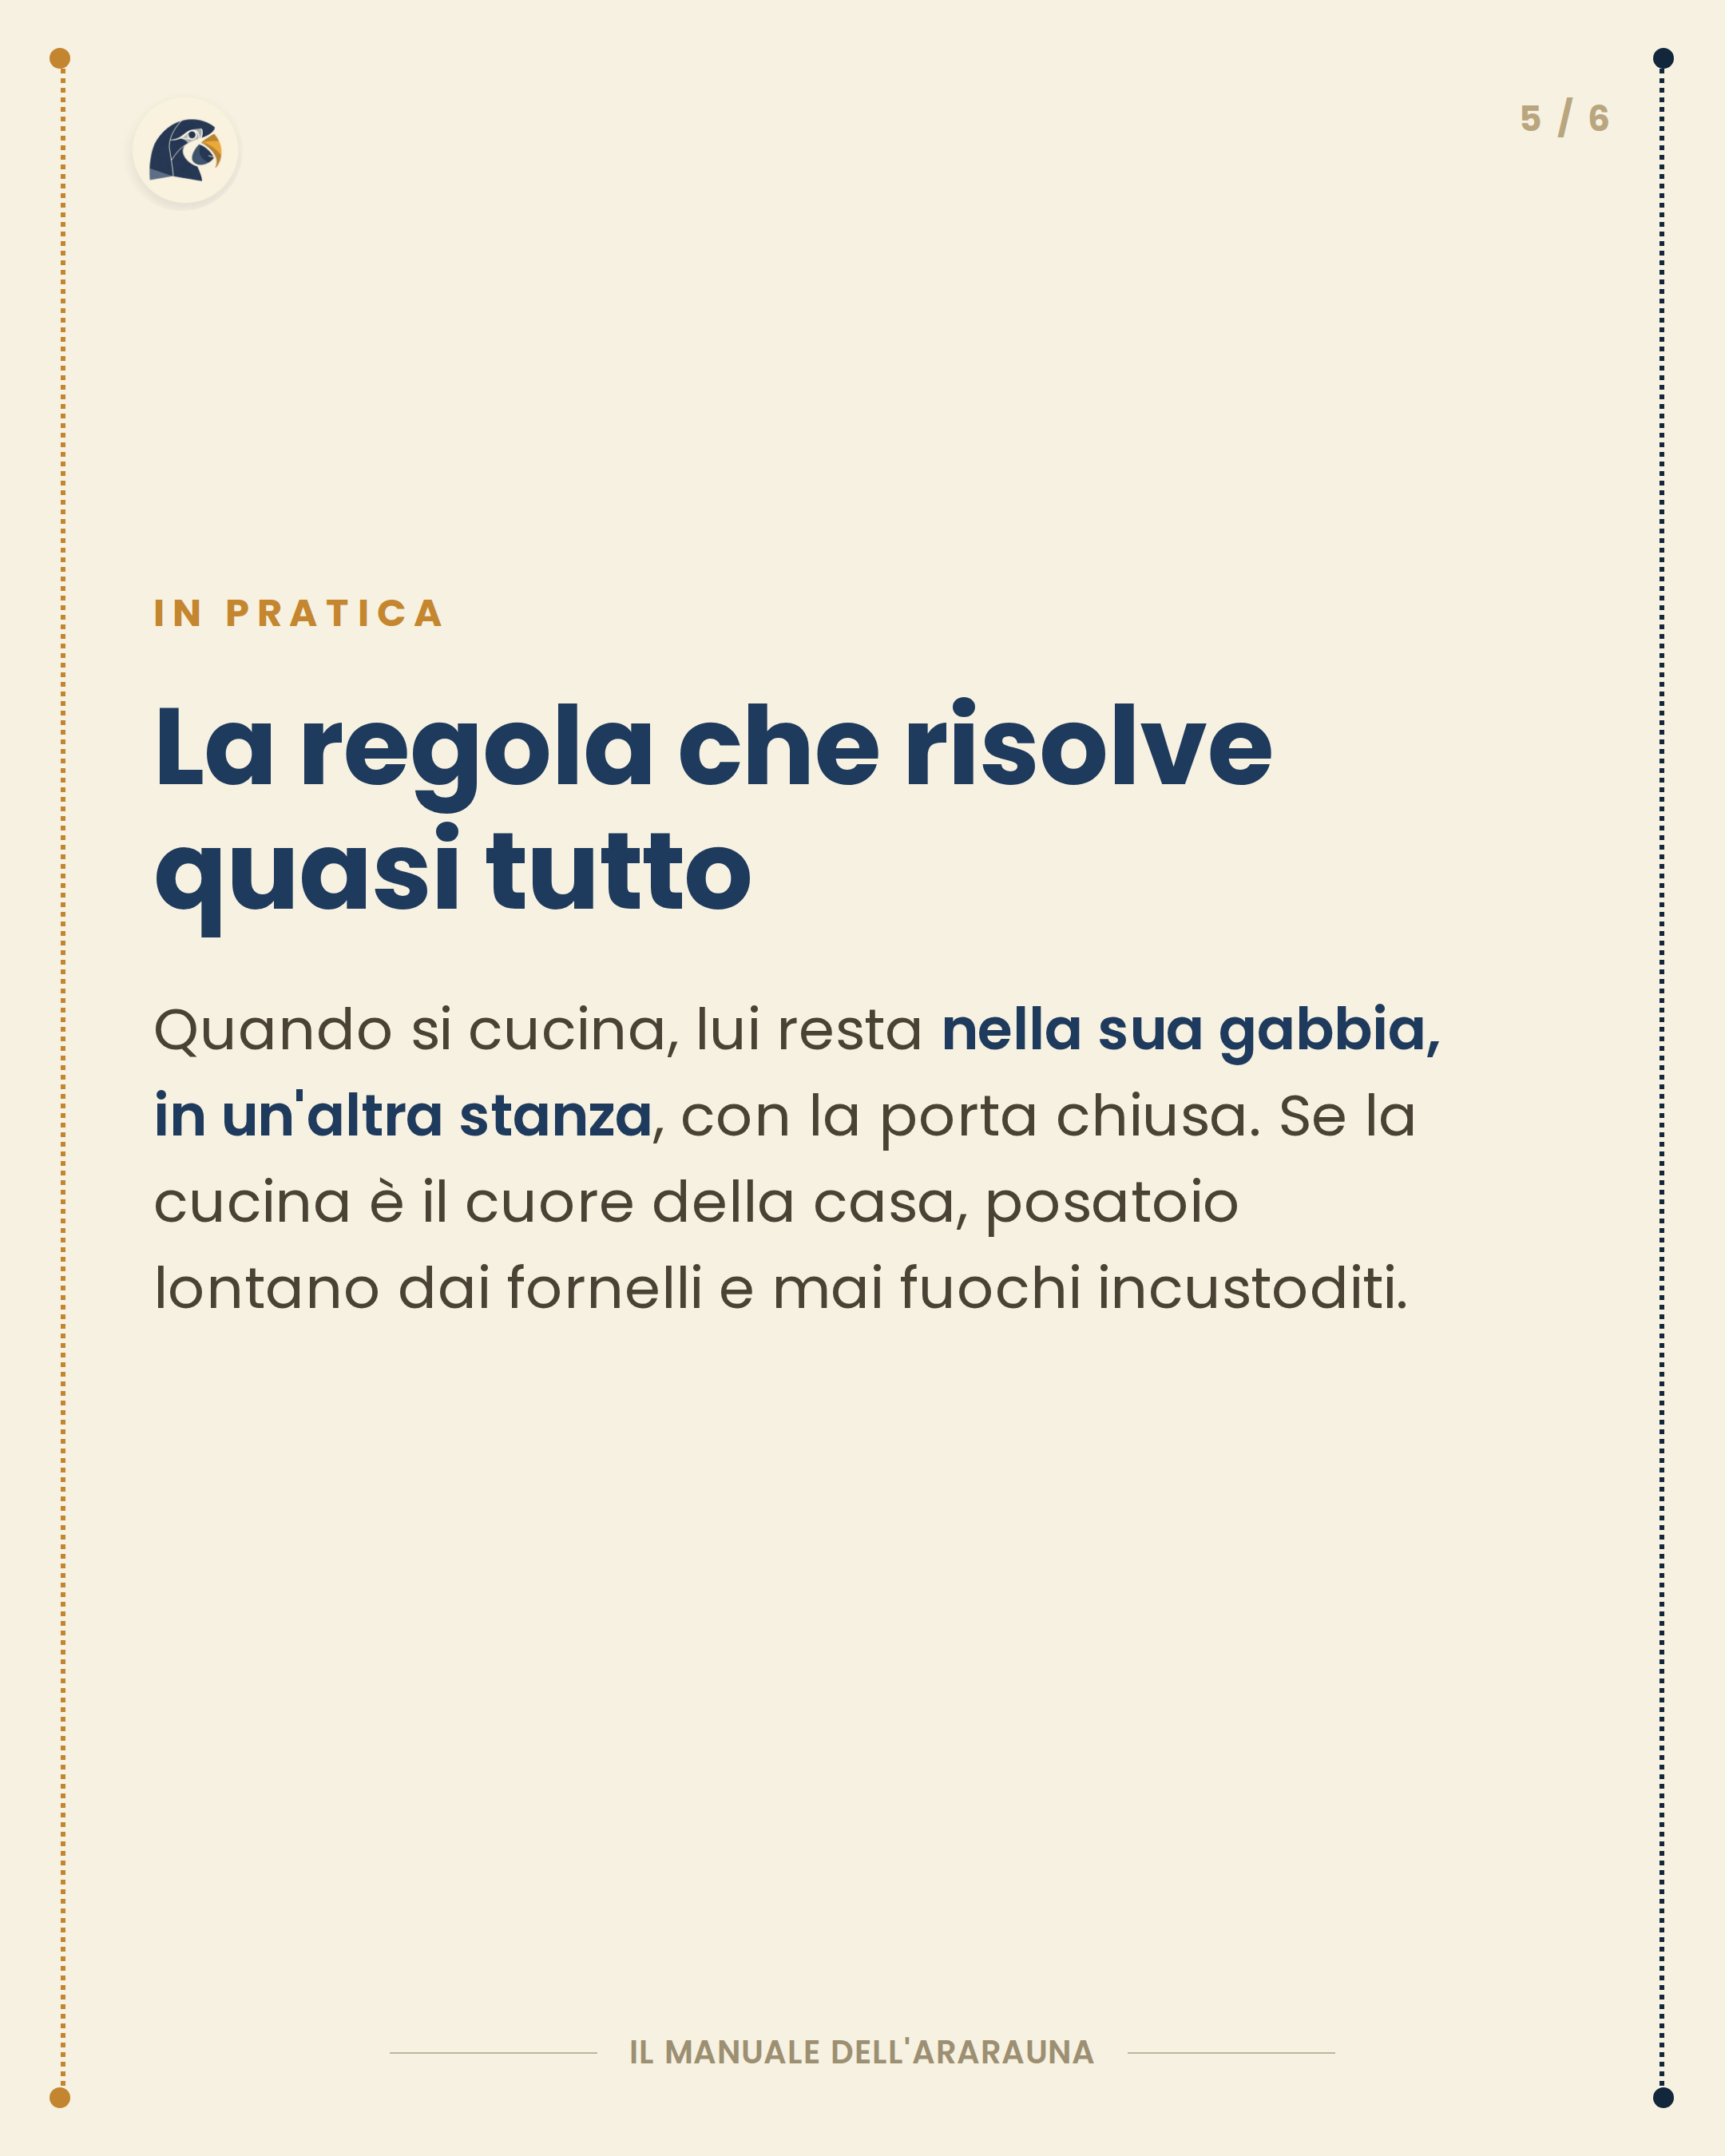 5 / 6
IN PRATICA
La regola che risolve
quasi tutto
Quando si cucina, lui resta nella sua gabbia,
in un'altra stanza, con la porta chiusa. Se la
cucina è il cuore della casa, posatoio
lontano dai fornelli e mai fuochi incustoditi.
IL MANUALE DELL'ARARAUNA